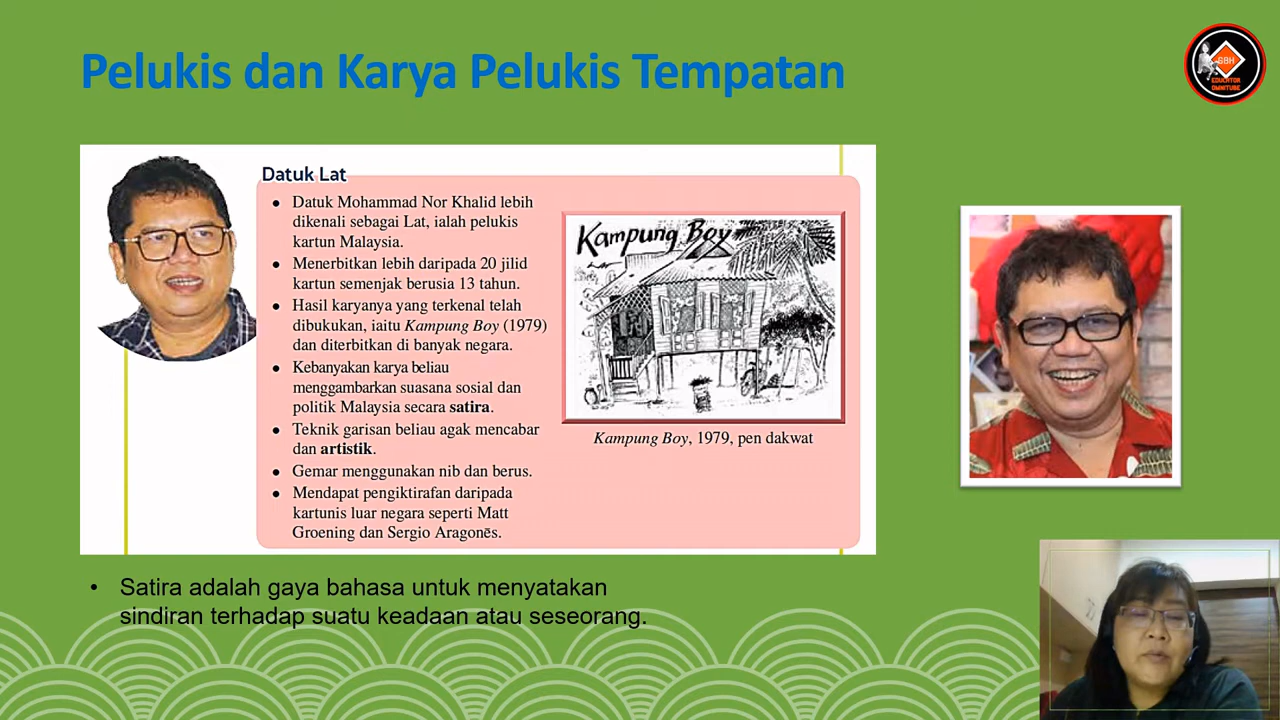 Pelukis dan Karya Pelukis Tempatan
GBH
EDUCATOR
OMNITUBE
Datuk Lat
• Datuk Mohammad Nor Khalid lebih
dikenali sebagai Lat, ialah pelukis
kartun Malaysia.
• Menerbitkan lebih daripada 20 jilid
kartun semenjak berusia 13 tahun.
• Hasil karyanya yang terkenal telah
dibukukan, iaitu Kampung Boy (1979)
dan diterbitkan di banyak negara.
• Kebanyakan karya beliau
menggambarkan suasana sosial dan
politik Malaysia secara satira.
• Teknik garisan beliau agak mencabar
dan artistik.
• Gemar menggunakan nib dan berus.
• Mendapat pengiktirafan daripada
kartunis luar negara seperti Matt
Groening dan Sergio Aragonēs.
Kampung Boy
Kampung Boy, 1979, pen dakwat
• Satira adalah gaya bahasa untuk menyatakan
sindiran terhadap suatu keadaan atau seseorang.